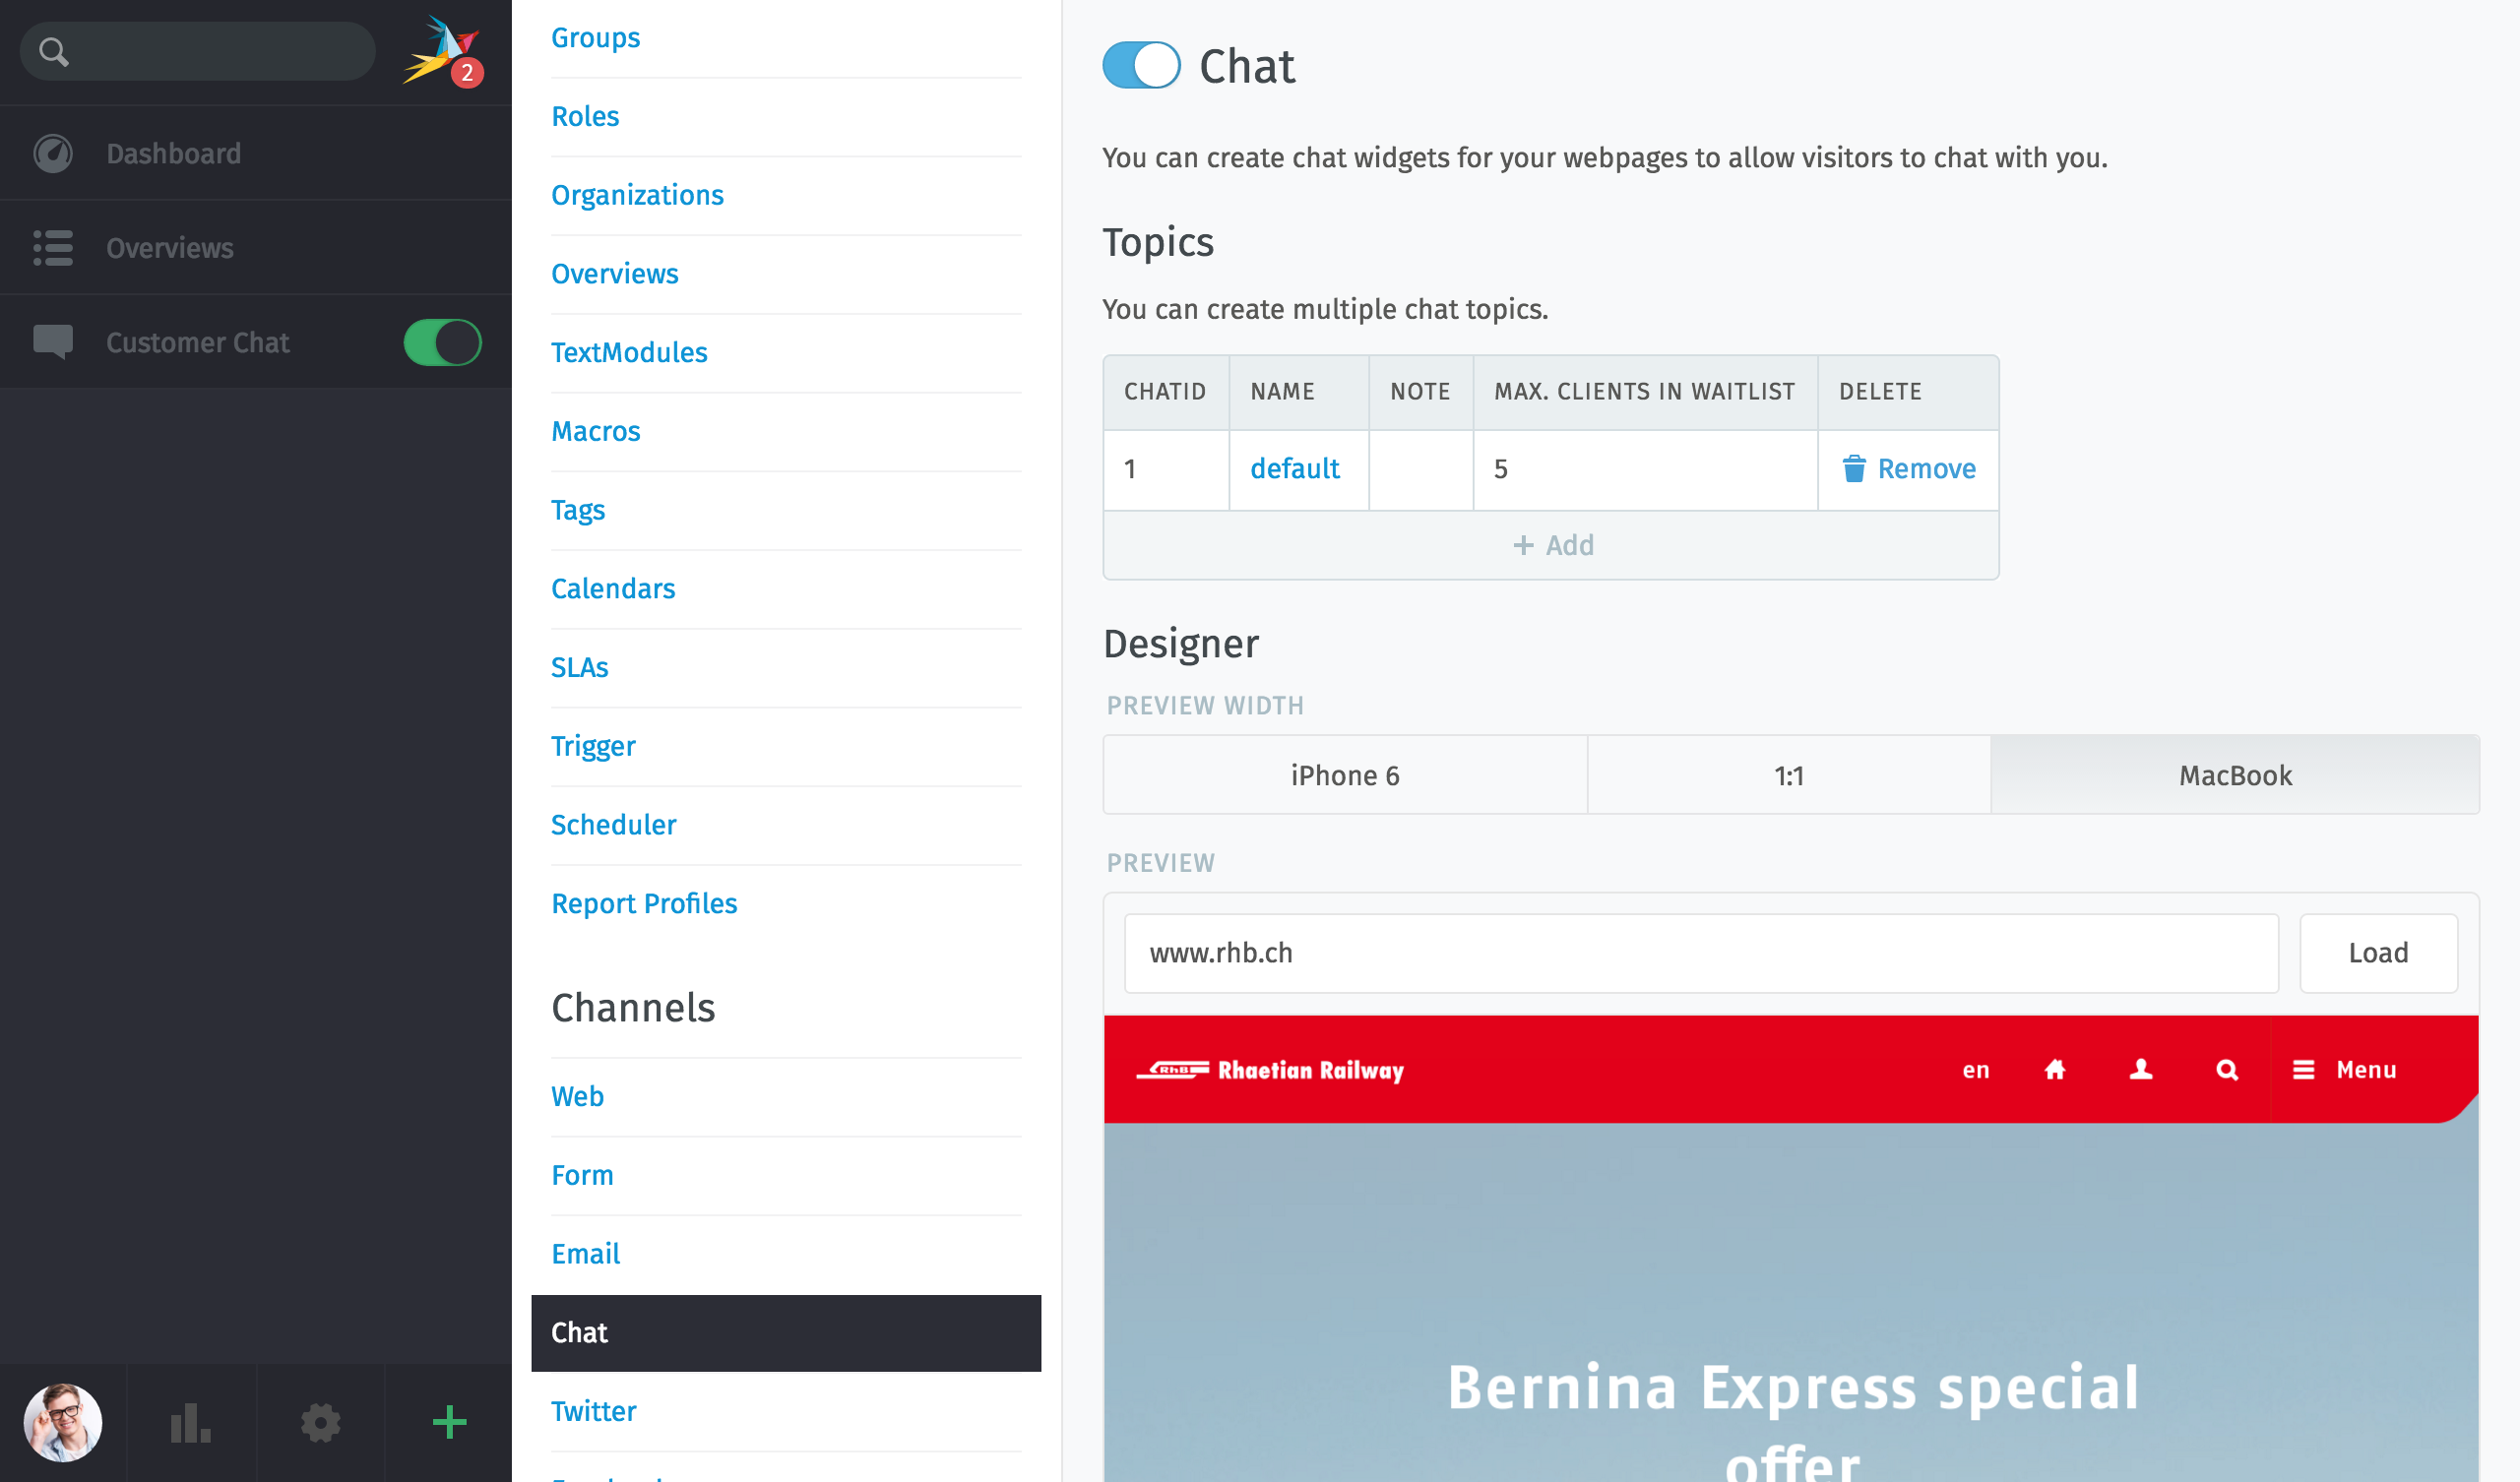 2
Dashboard
Overviews
Customer Chat
Groups
Roles
Organizations
Overviews
TextModules
Macros
Tags
Calendars
SLAs
Trigger
Scheduler
Report Profiles
Channels
Web
Form
Email
Chat
Twitter
Chat
You can create chat widgets for your webpages to allow visitors to chat with you.
Topics
You can create multiple chat topics.
CHATID NAME NOTE MAX. CLIENTS IN WAITLIST DELETE
1 default 5 Remove
+ Add
Designer
PREVIEW WIDTH
iPhone 6 1:1 MacBook
PREVIEW
www.rhb.ch Load
RhB Rhaetian Railway en Menu
Bernina Express special
offer